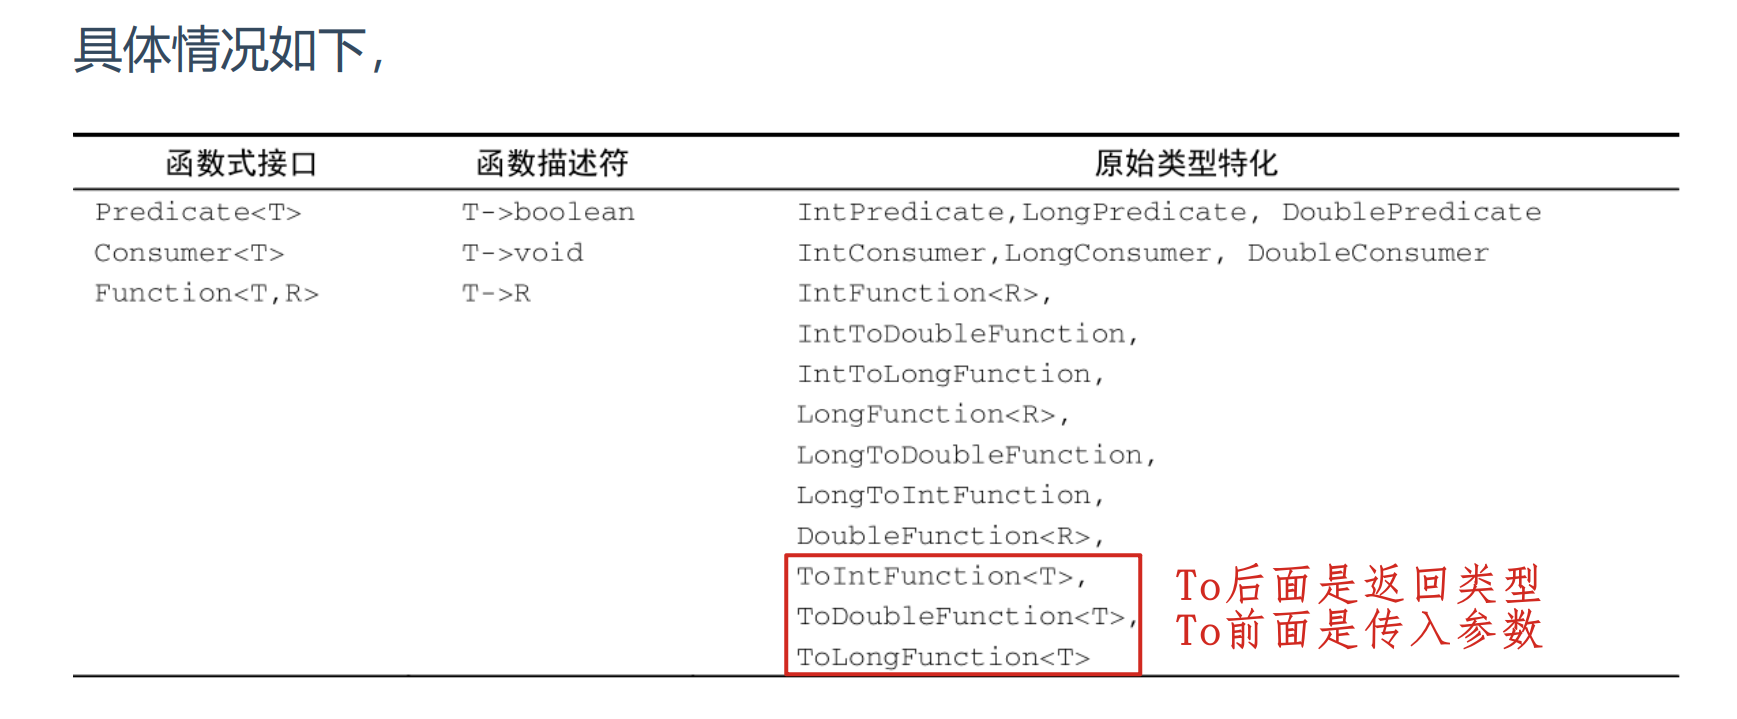 具体情况如下，
函数式接口 函数描述符 原始类型特化
Predicate<T> T->boolean IntPredicate,LongPredicate, DoublePredicate
Consumer<T> T->void IntConsumer,LongConsumer, DoubleConsumer
Function<T,R> T->R IntFunction<R>,
IntToDoubleFunction,
IntToLongFunction,
LongFunction<R>,
LongToDoubleFunction,
LongToIntFunction,
DoubleFunction<R>,
ToIntFunction<T>,
ToDoubleFunction<T>,
ToLongFunction<T>
To后面是返回类型
To前面是传入参数